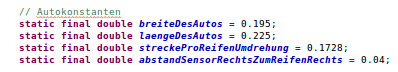 // Autokonstanten
static final double breiteDesAutos = 0.195;
static final double laengeDesAutos = 0.225;
static final double streckeProReifenUmdrehung = 0.1728;
static final double abstandSensorRechtsZumReifenRechts = 0.04;